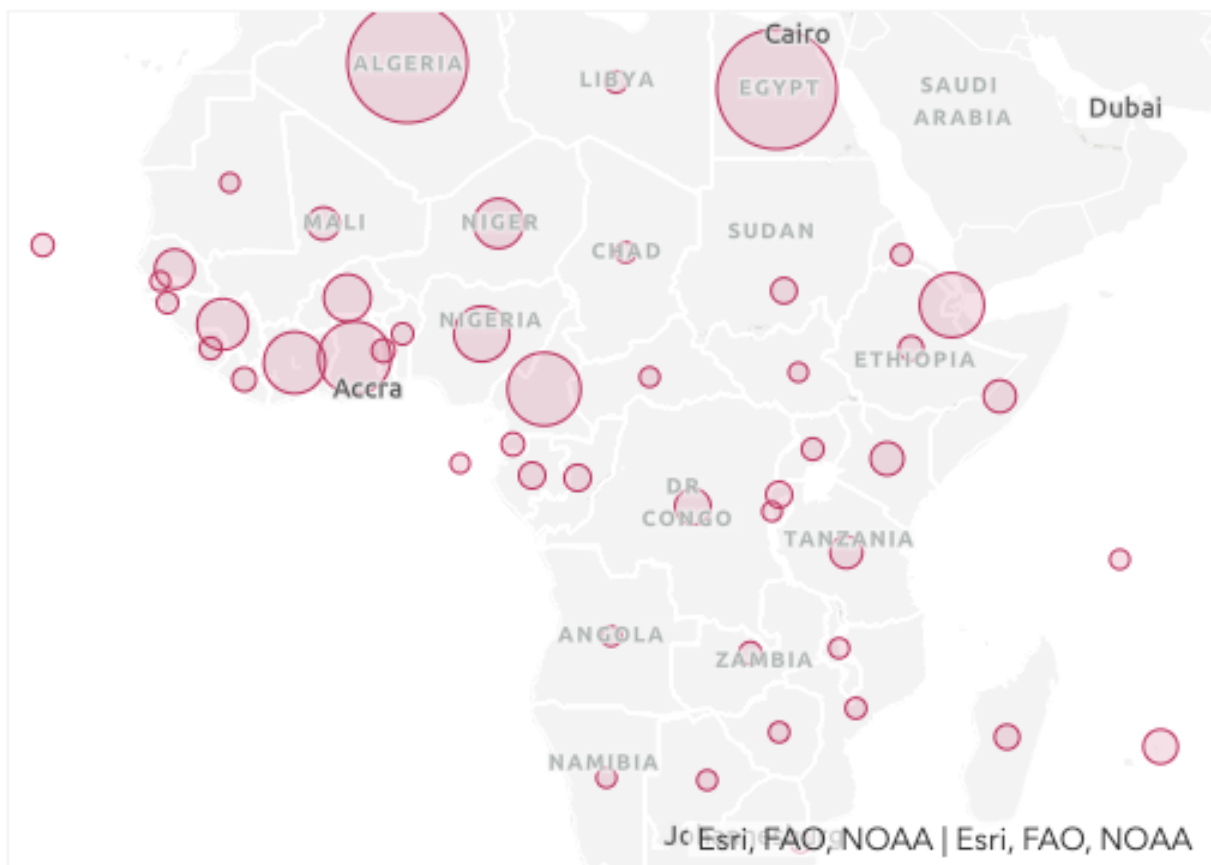 Cairo
ALGERIA
LIBYA
EGYPT
SAUDI
ARABIA
Dubai
MALI
NIGER
CHAD
SUDAN
NIGERIA
ETHIOPIA
Accra
DR
CONGO
TANZANIA
ANGOLA
ZAMBIA
NAMIBIA
Johannesburg
Esri, FAO, NOAA | Esri, FAO, NOAA